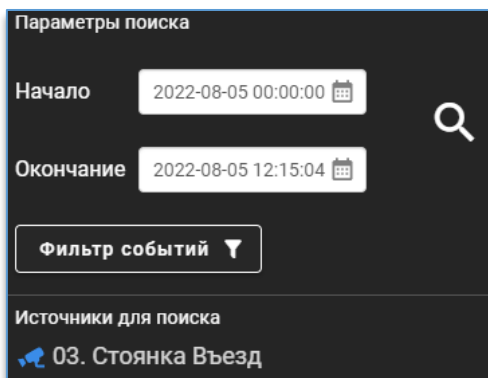 Параметры поиска
Начало 2022-08-05 00:00:00
Окончание 2022-08-05 12:15:04
Фильтр событий
Источники для поиска
03. Стоянка Въезд